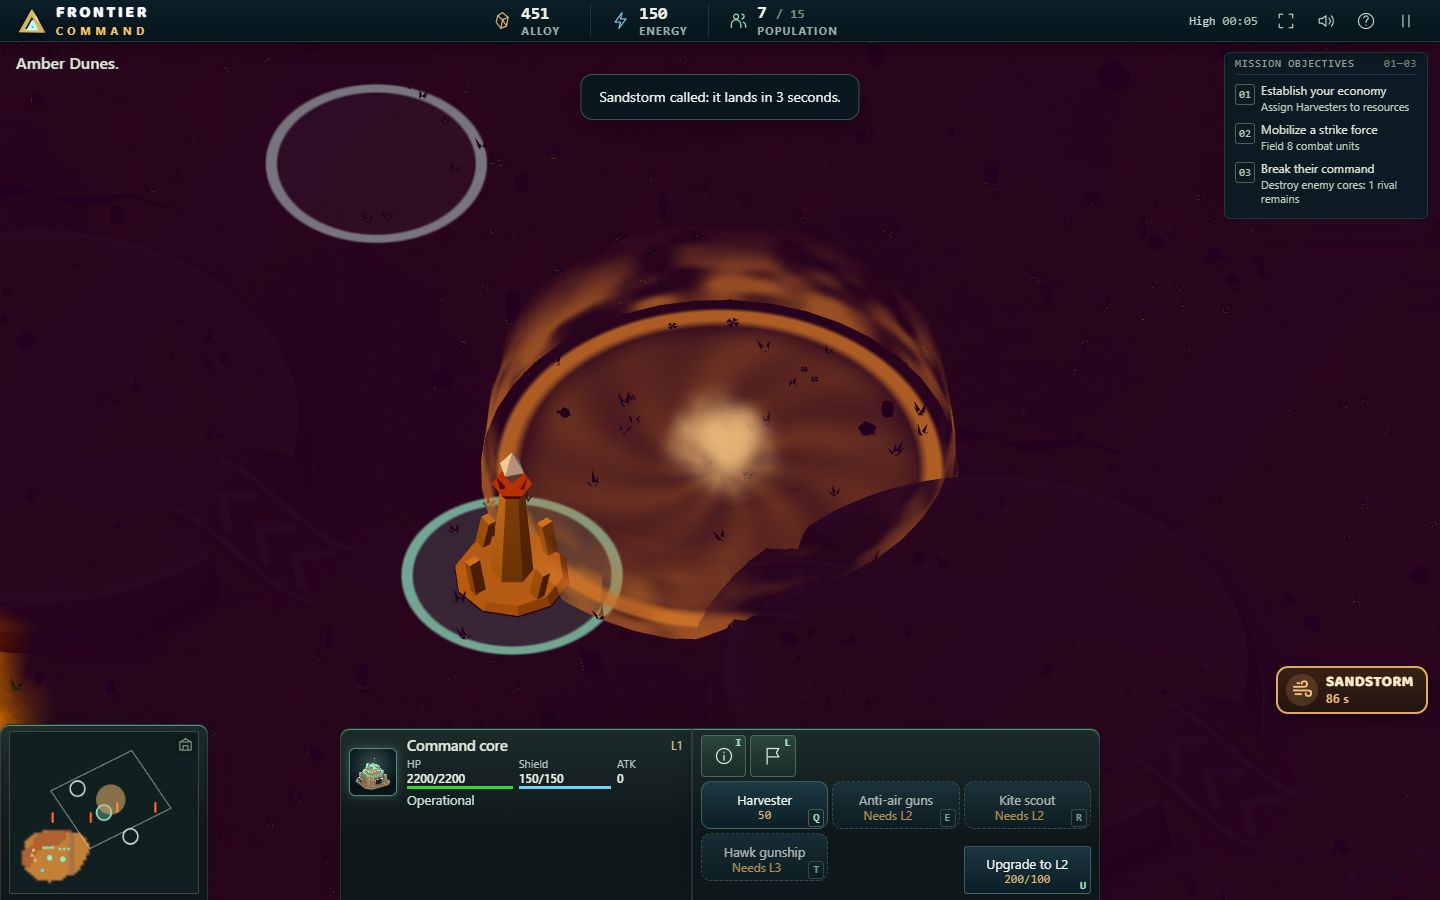 FRONTIER
COMMAND
451
ALLOY
150
ENERGY
7 / 15
POPULATION
High 00:05
Amber Dunes.
Sandstorm called: it lands in 3 seconds.
MISSION OBJECTIVES 01—03
01 Establish your economy
Assign Harvesters to resources
02 Mobilize a strike force
Field 8 combat units
03 Break their command
Destroy enemy cores: 1 rival
remains
SANDSTORM
86 s
Command core L1
HP Shield ATK
2200/2200 150/150 0
Operational
I L
Harvester
50 Q
Anti-air guns
Needs L2 E
Kite scout
Needs L2 R
Hawk gunship
Needs L3 T
Upgrade to L2
200/100
U